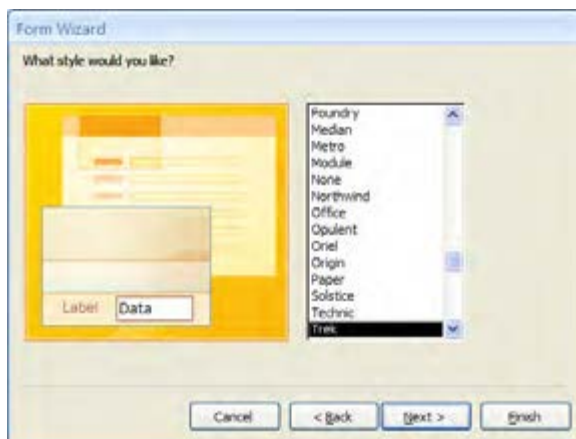 Form Wizard
What style would you like?
Label Data
Foundry
Median
Metro
Module
None
Northwind
Office
Opulent
Oriel
Origin
Paper
Solstice
Technic
Trek
Cancel
< Back
Next >
Finish